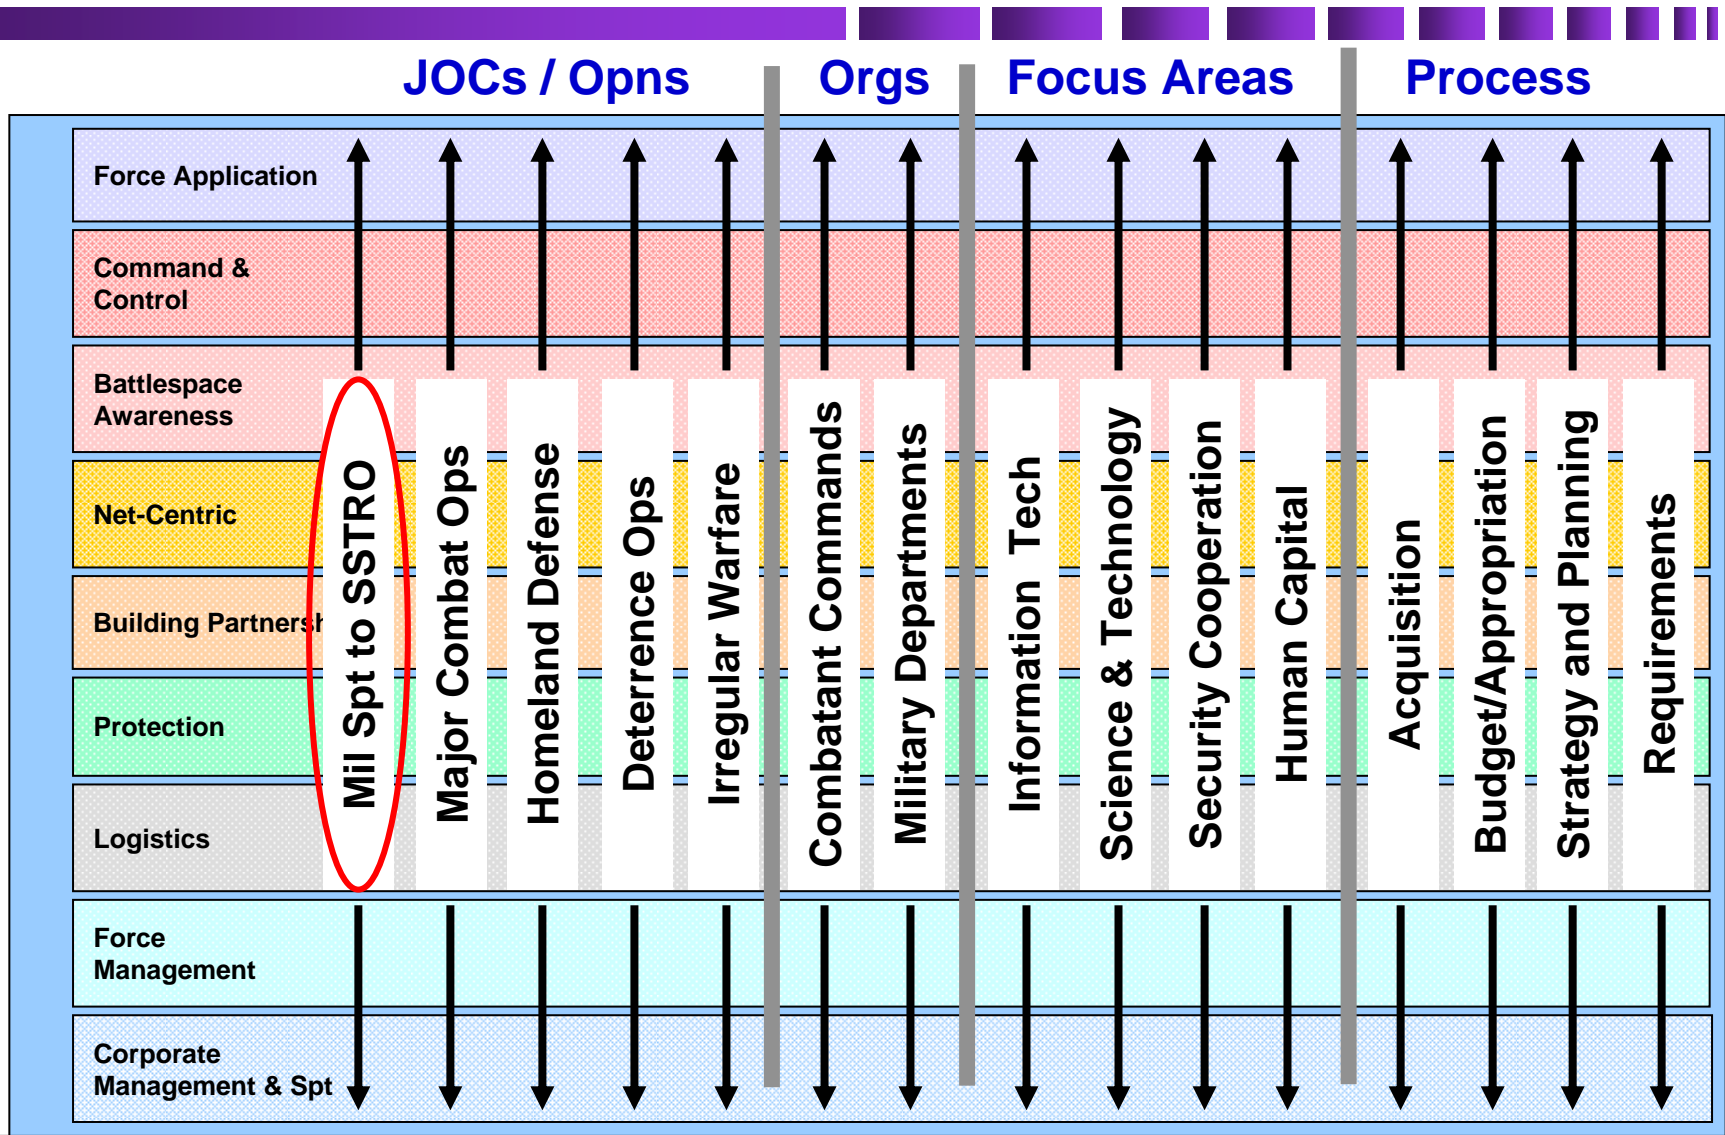 JOCs / Opns
Orgs
Focus Areas
Process
Force Application
Command &
Control
Battlespace
Awareness
Net-Centric
Building Partnersh
Protection
Logistics
Force
Management
Corporate
Management & Spt
Mil Spt to SSTRO
Major Combat Ops
Homeland Defense
Deterrence Ops
Irregular Warfare
Combatant Commands
Military Departments
Information Tech
Science & Technology
Security Cooperation
Human Capital
Acquisition
Budget/Appropriation
Strategy and Planning
Requirements